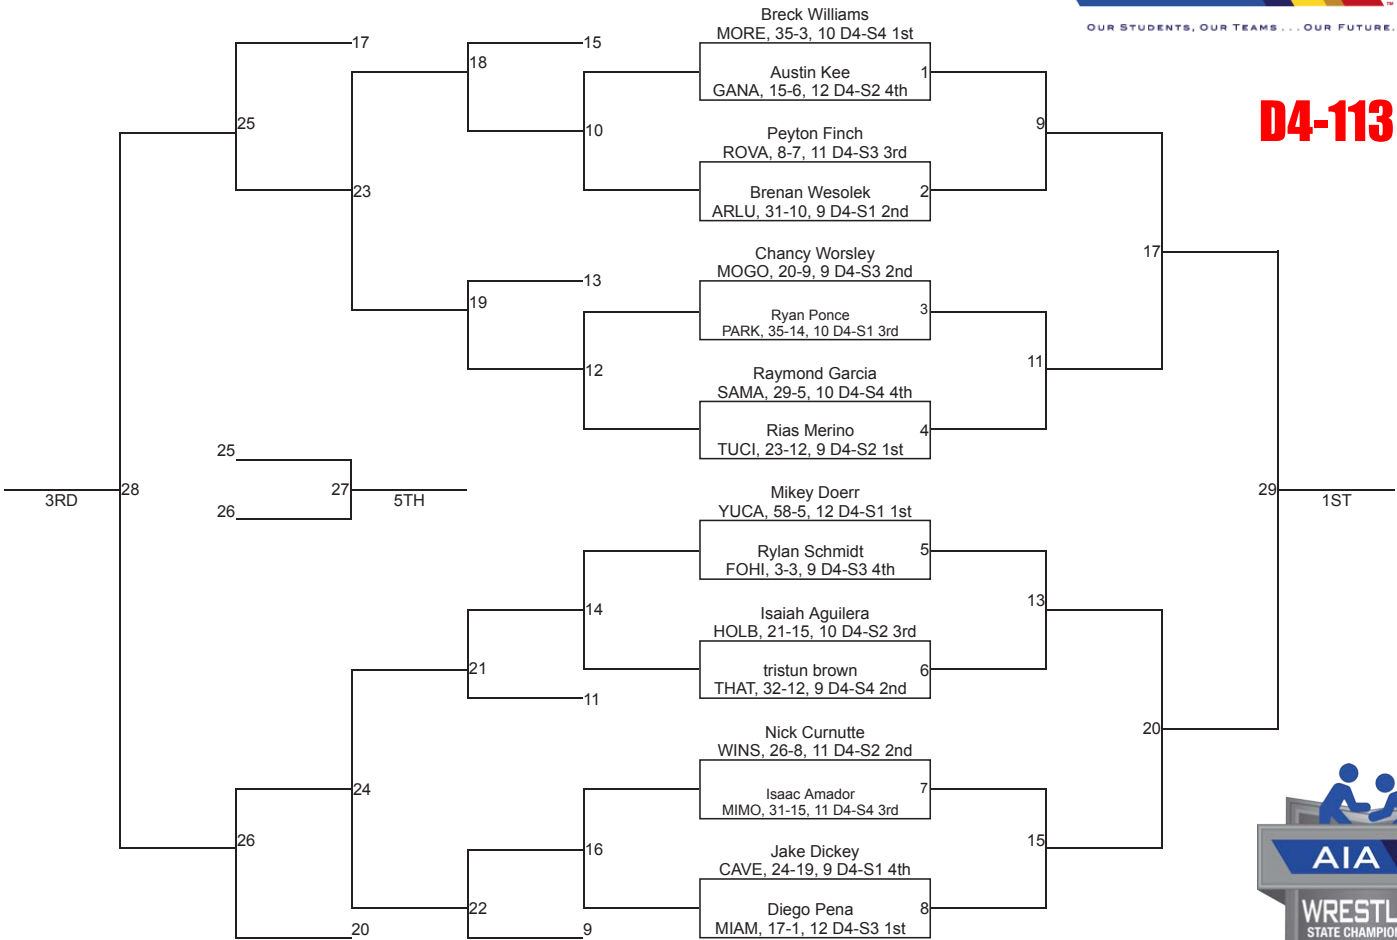 OUR STUDENTS, OUR TEAMS . . . OUR FUTURE.
TM
D4-113
Breck Williams
MORE, 35-3, 10 D4-S4 1st
Austin Kee
GANA, 15-6, 12 D4-S2 4th
1
Peyton Finch
ROVA, 8-7, 11 D4-S3 3rd
Brenan Wesolek
ARLU, 31-10, 9 D4-S1 2nd
2
Chancy Worsley
MOGO, 20-9, 9 D4-S3 2nd
Ryan Ponce
PARK, 35-14, 10 D4-S1 3rd
3
Raymond Garcia
SAMA, 29-5, 10 D4-S4 4th
Rias Merino
TUCI, 23-12, 9 D4-S2 1st
4
Mikey Doerr
YUCA, 58-5, 12 D4-S1 1st
Rylan Schmidt
FOHI, 3-3, 9 D4-S3 4th
5
Isaiah Aguilera
HOLB, 21-15, 10 D4-S2 3rd
tristun brown
THAT, 32-12, 9 D4-S4 2nd
6
Nick Curnutte
WINS, 26-8, 11 D4-S2 2nd
Isaac Amador
MIMO, 31-15, 11 D4-S4 3rd
7
Jake Dickey
CAVE, 24-19, 9 D4-S1 4th
Diego Pena
MIAM, 17-1, 12 D4-S3 1st
8
9
11
13
15
17
20
29
1ST
15
10
13
12
14
11
16
9
18
19
21
22
17
23
24
20
25
26
28
3RD
25
26
27
5TH
AIA
WRESTL
STATE CHAMPIO